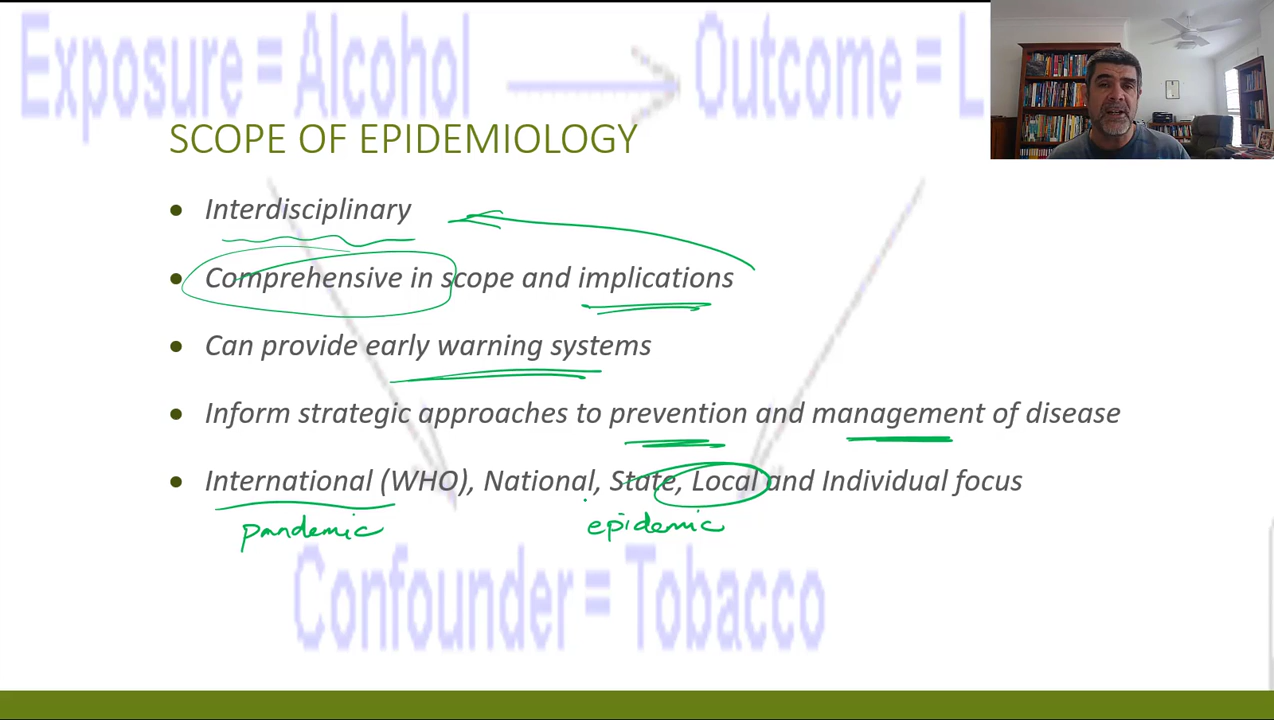 Exposure = Alcohol Outcome = L
SCOPE OF EPIDEMIOLOGY
Interdisciplinary
Comprehensive in scope and implications
Can provide early warning systems
Inform strategic approaches to prevention and management of disease
International (WHO), National, State, Local and Individual focus
pandemic epidemic
Confounder = Tobacco